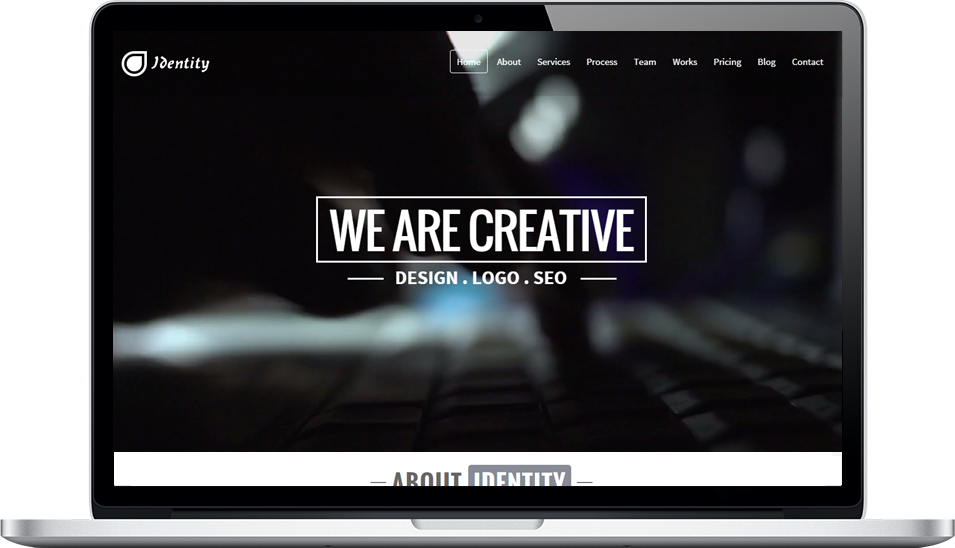 Identity
Home About Services Process Team Works Pricing Blog Contact
WE ARE CREATIVE
DESIGN . LOGO . SEO
ABOUT IDENTITY